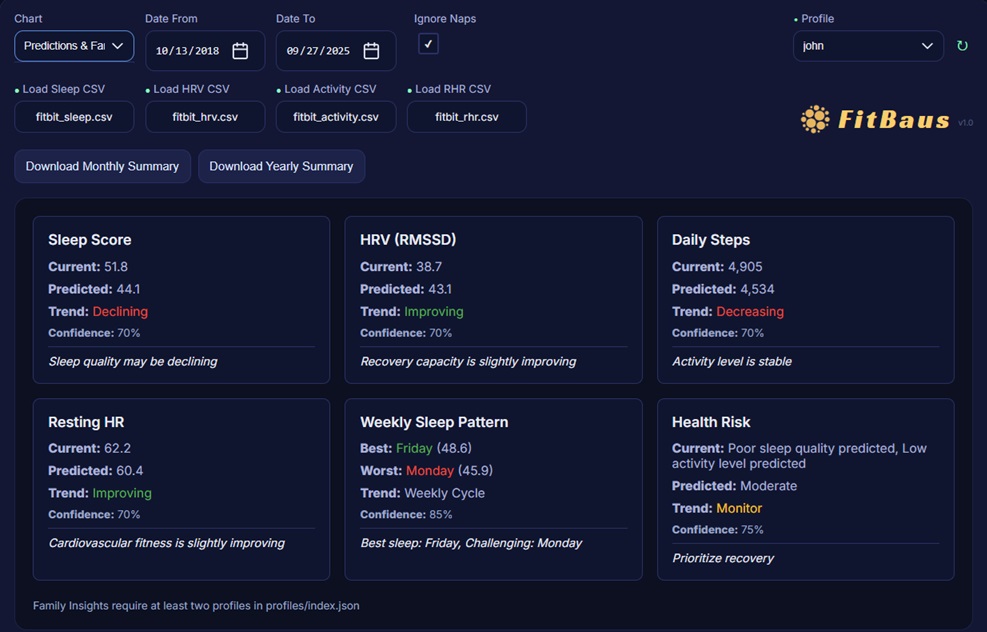 Chart
Date From
Date To
Ignore Naps
Profile
Predictions & Far
10/13/2018
09/27/2025
john
Load Sleep CSV
Load HRV CSV
Load Activity CSV
Load RHR CSV
fitbit_sleep.csv
fitbit_hrv.csv
fitbit_activity.csv
fitbit_rhr.csv
FitBaus v1.0
Download Monthly Summary
Download Yearly Summary
Sleep Score
Current: 51.8
Predicted: 44.1
Trend: Declining
Confidence: 70%
Sleep quality may be declining
HRV (RMSSD)
Current: 38.7
Predicted: 43.1
Trend: Improving
Confidence: 70%
Recovery capacity is slightly improving
Daily Steps
Current: 4,905
Predicted: 4,534
Trend: Decreasing
Confidence: 70%
Activity level is stable
Resting HR
Current: 62.2
Predicted: 60.4
Trend: Improving
Confidence: 70%
Cardiovascular fitness is slightly improving
Weekly Sleep Pattern
Best: Friday (48.6)
Worst: Monday (45.9)
Trend: Weekly Cycle
Confidence: 85%
Best sleep: Friday, Challenging: Monday
Health Risk
Current: Poor sleep quality predicted, Low
activity level predicted
Predicted: Moderate
Trend: Monitor
Confidence: 75%
Prioritize recovery
Family Insights require at least two profiles in profiles/index.json